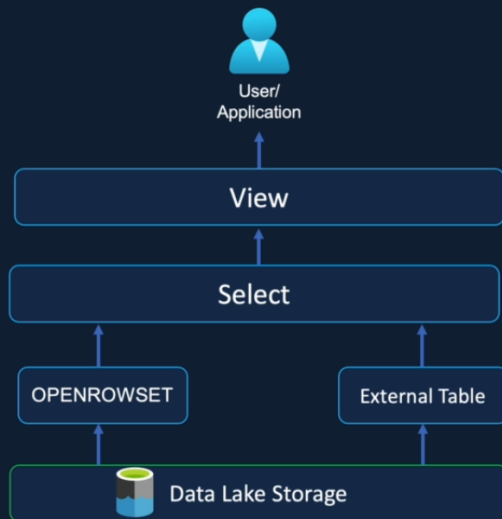 User/
Application
View
Select
OPENROWSET
External Table
Data Lake Storage